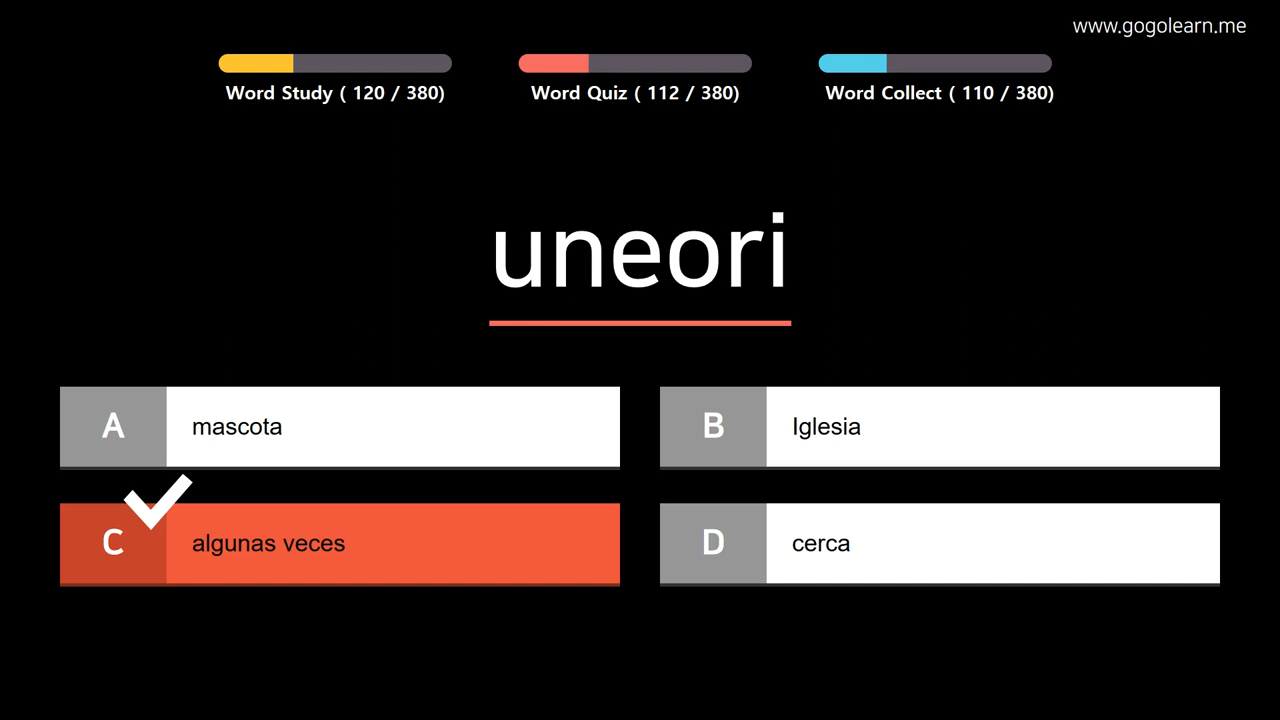 www.gogolearn.me
Word Study ( 120 / 380)
Word Quiz ( 112 / 380)
Word Collect ( 110 / 380)
uneori
A mascota
B Iglesia
C algunas veces
D cerca